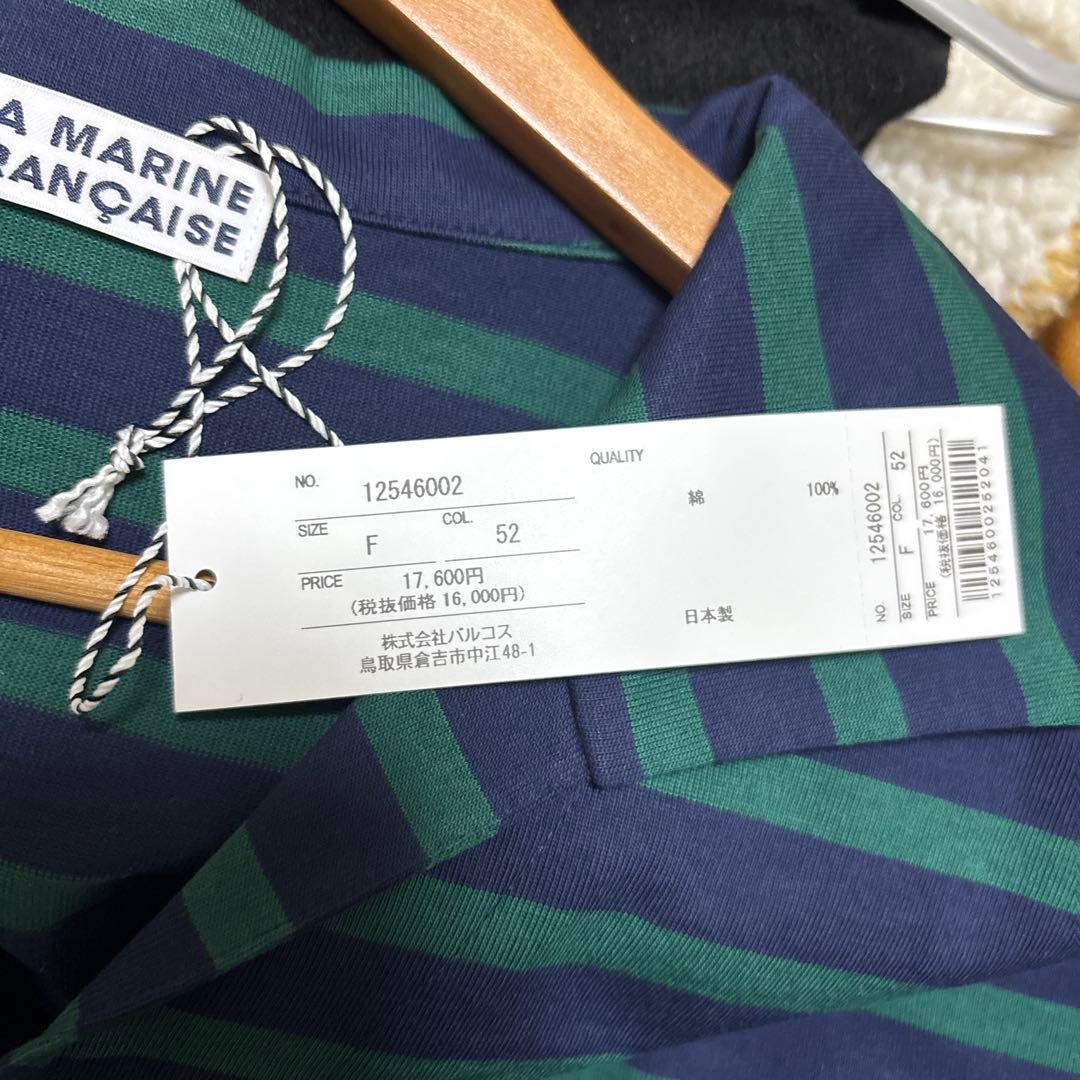 A MARINE
RANÇAISE
NO. 12546002
SIZE F COL. 52
PRICE 17,600円
(税抜価格 16,000円)
株式会社バルコス
鳥取県倉吉市中江48-1
QUALITY
綿 100%
日本製
NO. 12546002
SIZE F COL. 52
PRICE 17,600円
(税抜価格 16,000円)
1254600252041